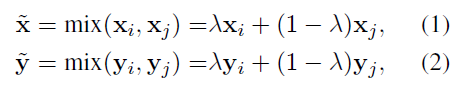 x̃ = mix(xᵢ, xⱼ) =λxᵢ + (1 − λ)xⱼ, (1)
ỹ = mix(yᵢ, yⱼ) =λyᵢ + (1 − λ)yⱼ, (2)